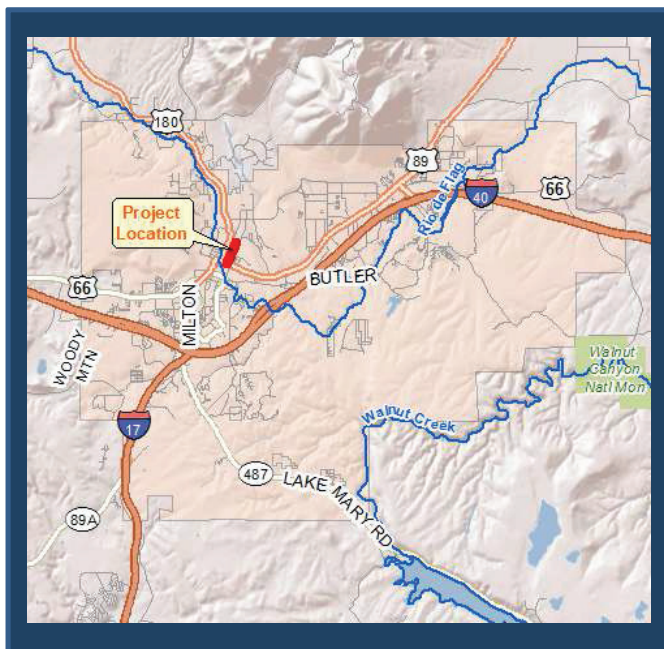 180
89
Rio de Flag
40
66
Project
Location
BUTLER
66
MILTON
WOODY
MTN
Walnut
Canyon
Natl Mon
Walnut Creek
17
487
LAKE MARY RD
89A